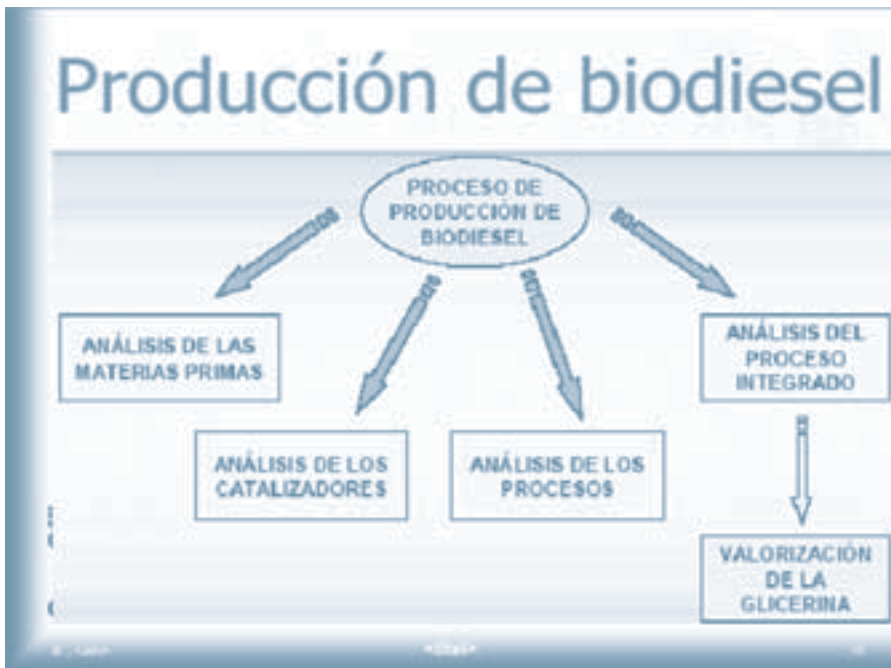 Producción de biodiesel
PROCESO DE
PRODUCCIÓN DE
BIODIESEL
ANÁLISIS DE LAS
MATERIAS PRIMAS
ANÁLISIS DE LOS
CATALIZADORES
ANÁLISIS DE LOS
PROCESOS
ANÁLISIS DEL
PROCESO
INTEGRADO
VALORIZACIÓN
DE LA
GLICERINA